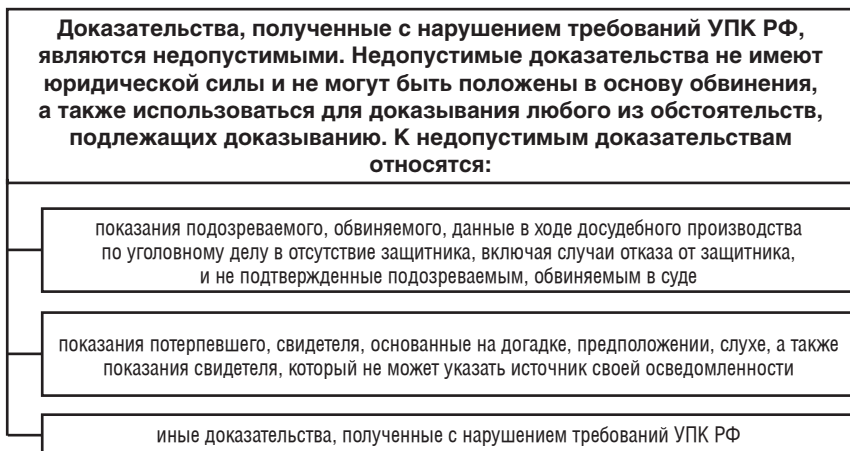 Доказательства, полученные с нарушением требований УПК РФ,
являются недопустимыми. Недопустимые доказательства не имеют
юридической силы и не могут быть положены в основу обвинения,
а также использоваться для доказывания любого из обстоятельств,
подлежащих доказыванию. К недопустимым доказательствам
относятся:
показания подозреваемого, обвиняемого, данные в ходе досудебного производства
по уголовному делу в отсутствие защитника, включая случаи отказа от защитника,
и не подтвержденные подозреваемым, обвиняемым в суде
показания потерпевшего, свидетеля, основанные на догадке, предположении, слухе, а также
показания свидетеля, который не может указать источник своей осведомленности
иные доказательства, полученные с нарушением требований УПК РФ